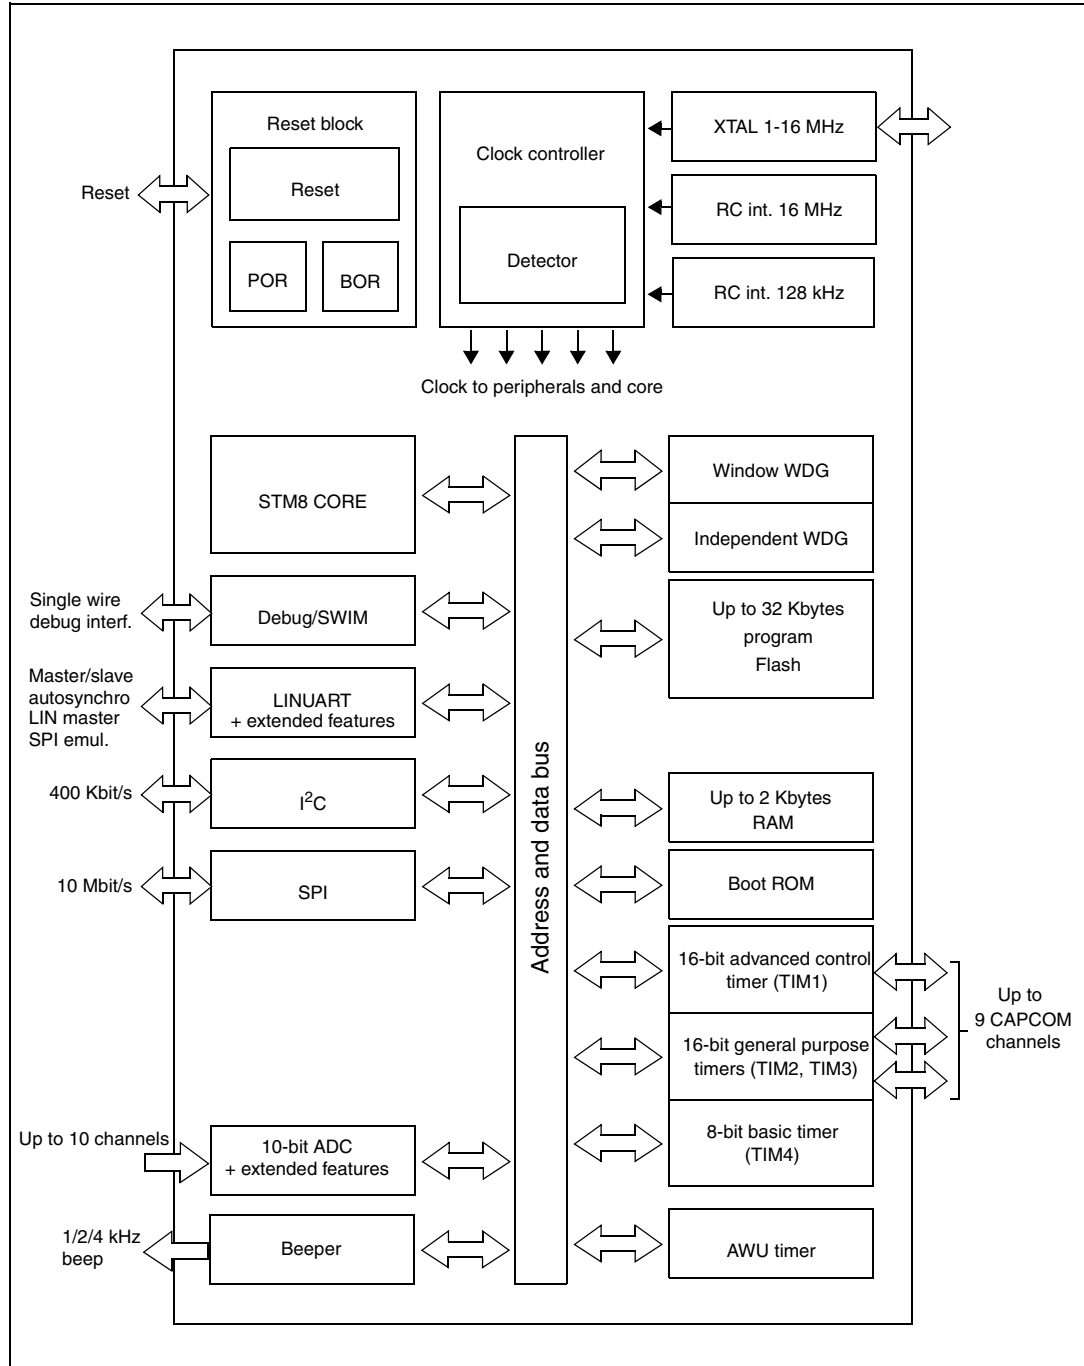 Reset block
Reset
POR
BOR
Reset
Clock controller
Detector
XTAL 1-16 MHz
RC int. 16 MHz
RC int. 128 kHz
Clock to peripherals and core
STM8 CORE
Single wire
debug interf.
Debug/SWIM
Master/slave
autosynchro
LIN master
SPI emul.
LINUART
+ extended features
400 Kbit/s
I²C
10 Mbit/s
SPI
Up to 10 channels
10-bit ADC
+ extended features
1/2/4 kHz
beep
Beeper
Address and data bus
Window WDG
Independent WDG
Up to 32 Kbytes
program
Flash
Up to 2 Kbytes
RAM
Boot ROM
16-bit advanced control
timer (TIM1)
16-bit general purpose
timers (TIM2, TIM3)
8-bit basic timer
(TIM4)
AWU timer
Up to
9 CAPCOM
channels